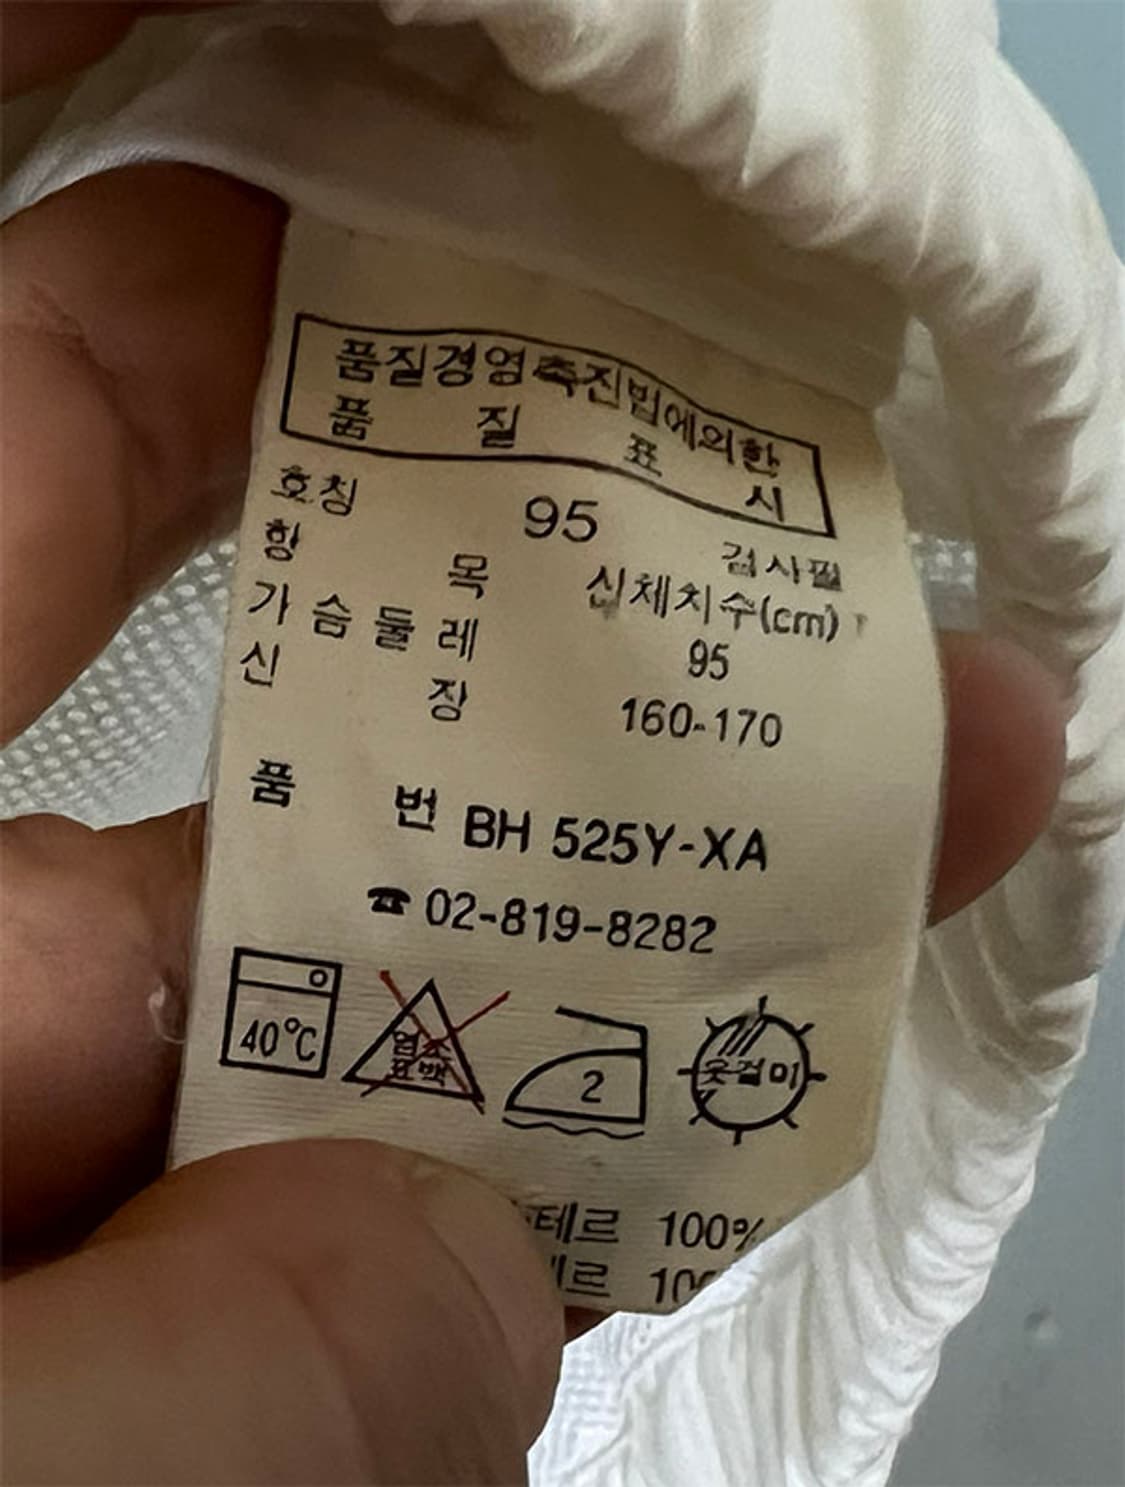 품질경영촉진법에의한
품 질 표 시
호칭 95 검사필
항 목 신체치수(cm)
가슴둘레 95
신 장 160-170
품 번 BH 525Y-XA
☎ 02-819-8282
40℃
염소
표백
2
옷걸이
테르 100%
르